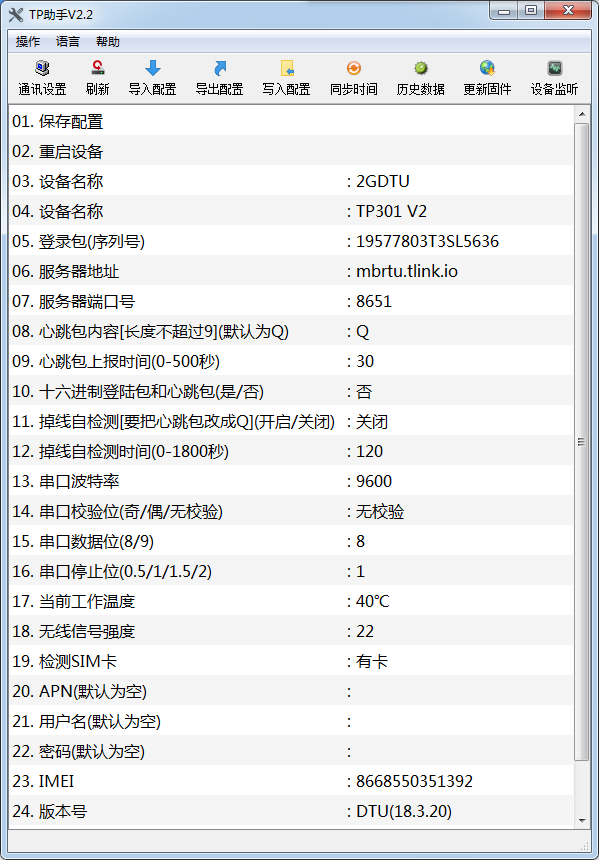 TP助手V2.2
操作 语言 帮助
通讯设置 刷新 导入配置 导出配置 写入配置 同步时间 历史数据 更新固件 设备监听
01. 保存配置
02. 重启设备
03. 设备名称 : 2GDTU
04. 设备名称 : TP301 V2
05. 登录包(序列号) : 19577803T3SL5636
06. 服务器地址 : mbrtu.tlink.io
07. 服务器端口号 : 8651
08. 心跳包内容[长度不超过9](默认为Q) : Q
09. 心跳包上报时间(0-500秒) : 30
10. 十六进制登陆包和心跳包(是/否) : 否
11. 掉线自检测[要把心跳包改成Q](开启/关闭) : 关闭
12. 掉线自检测时间(0-1800秒) : 120
13. 串口波特率 : 9600
14. 串口校验位(奇/偶/无校验) : 无校验
15. 串口数据位(8/9) : 8
16. 串口停止位(0.5/1/1.5/2) : 1
17. 当前工作温度 : 40℃
18. 无线信号强度 : 22
19. 检测SIM卡 : 有卡
20. APN(默认为空) :
21. 用户名(默认为空) :
22. 密码(默认为空) :
23. IMEI : 8668550351392
24. 版本号 : DTU(18.3.20)